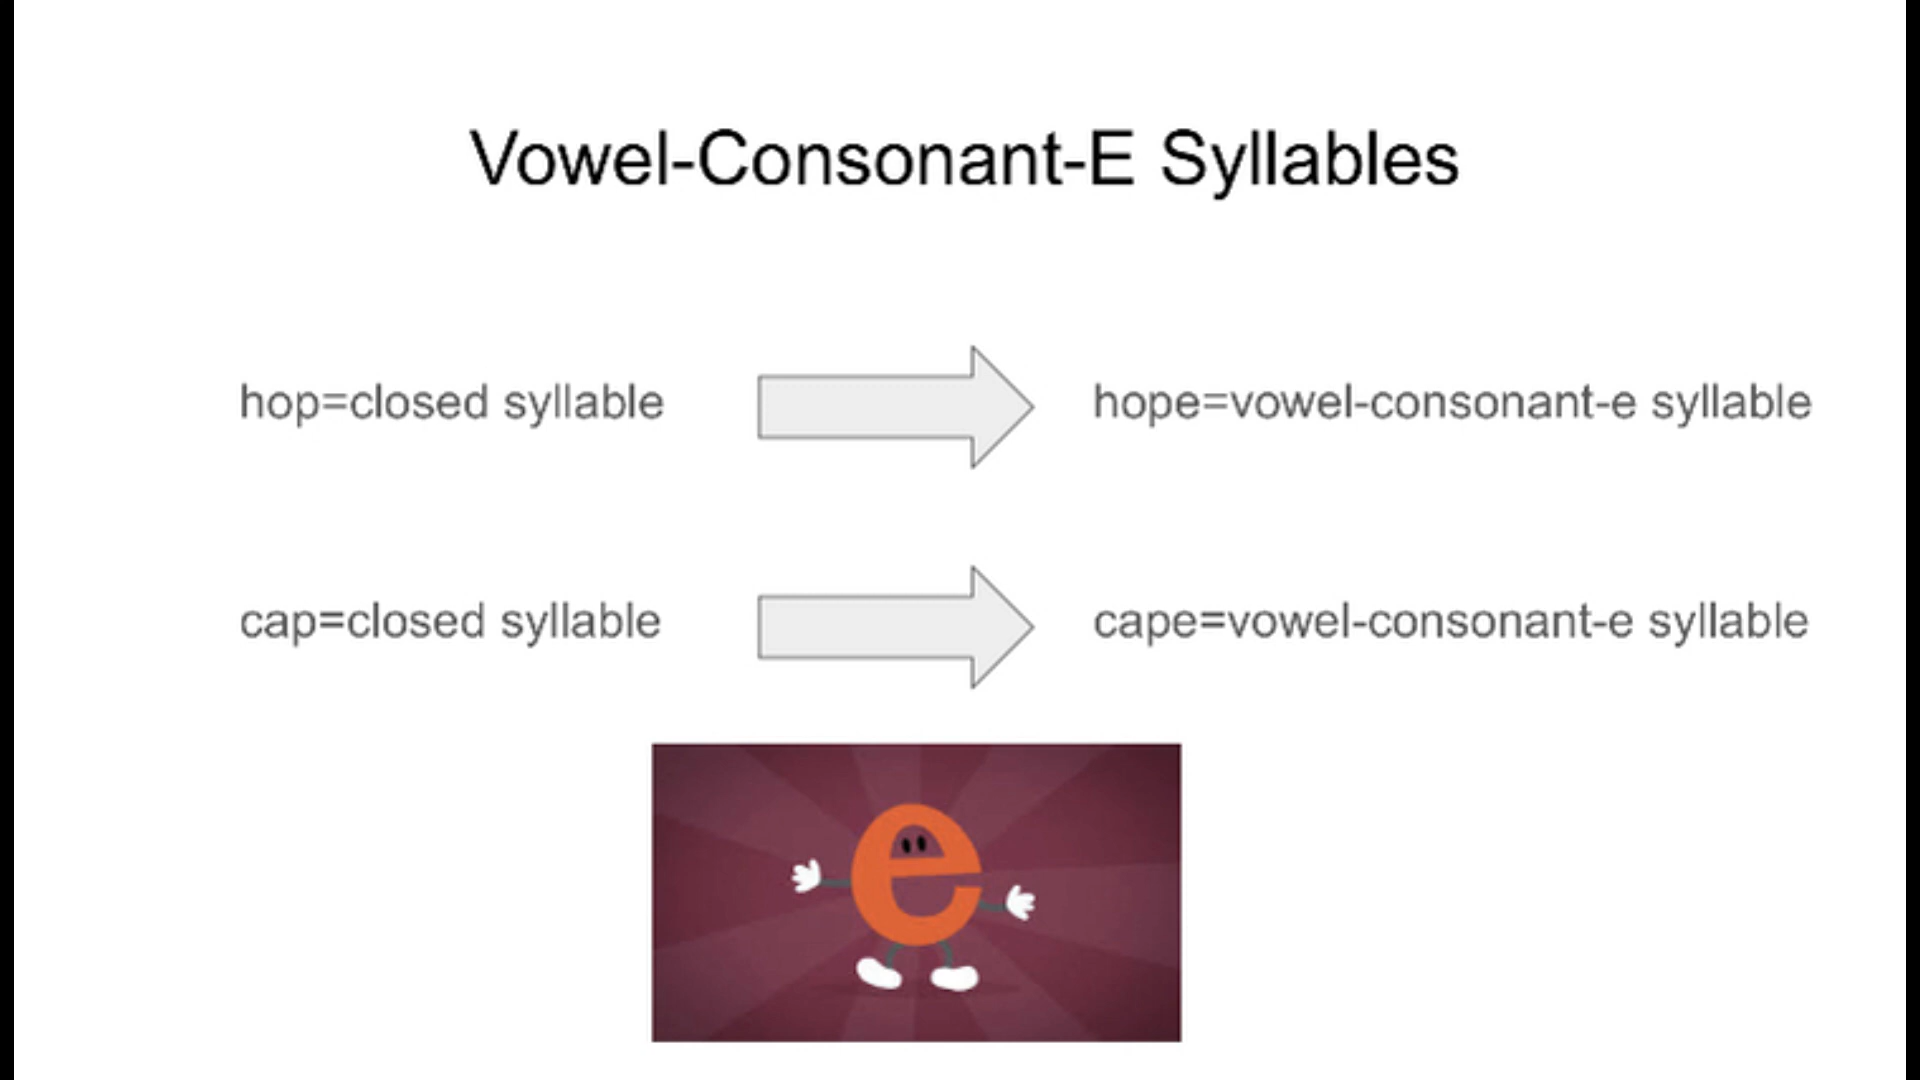 Vowel-Consonant-E Syllables
hop=closed syllable
hope=vowel-consonant-e syllable
cap=closed syllable
cape=vowel-consonant-e syllable
e